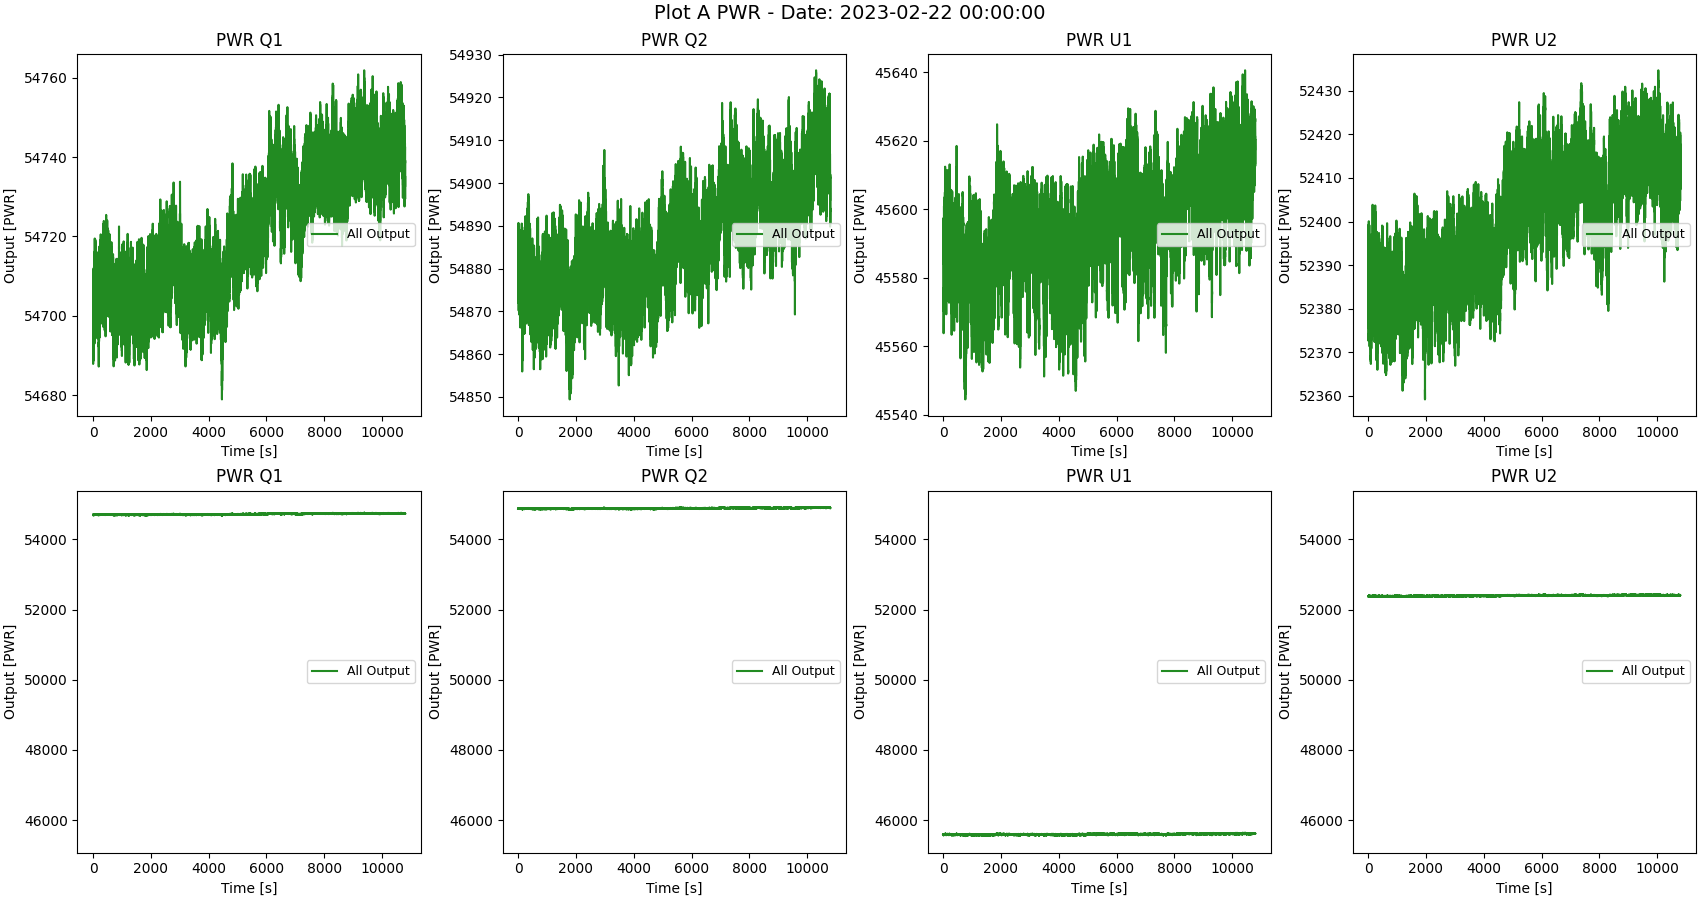 Plot A PWR - Date: 2023-02-22 00:00:00
PWR Q1
PWR Q2
PWR U1
PWR U2
Output [PWR]
54760
54740
54720
54700
54680
All Output
0 2000 4000 6000 8000 10000
Time [s]
Output [PWR]
54930
54920
54910
54900
54890
54880
54870
54860
54850
All Output
0 2000 4000 6000 8000 10000
Time [s]
Output [PWR]
45640
45620
45600
45580
45560
45540
All Output
0 2000 4000 6000 8000 10000
Time [s]
Output [PWR]
52430
52420
52410
52400
52390
52380
52370
52360
All Output
0 2000 4000 6000 8000 10000
Time [s]
PWR Q1
PWR Q2
PWR U1
PWR U2
Output [PWR]
54000
52000
50000
48000
46000
All Output
0 2000 4000 6000 8000 10000
Time [s]
Output [PWR]
54000
52000
50000
48000
46000
All Output
0 2000 4000 6000 8000 10000
Time [s]
Output [PWR]
54000
52000
50000
48000
46000
All Output
0 2000 4000 6000 8000 10000
Time [s]
Output [PWR]
54000
52000
50000
48000
46000
All Output
0 2000 4000 6000 8000 10000
Time [s]